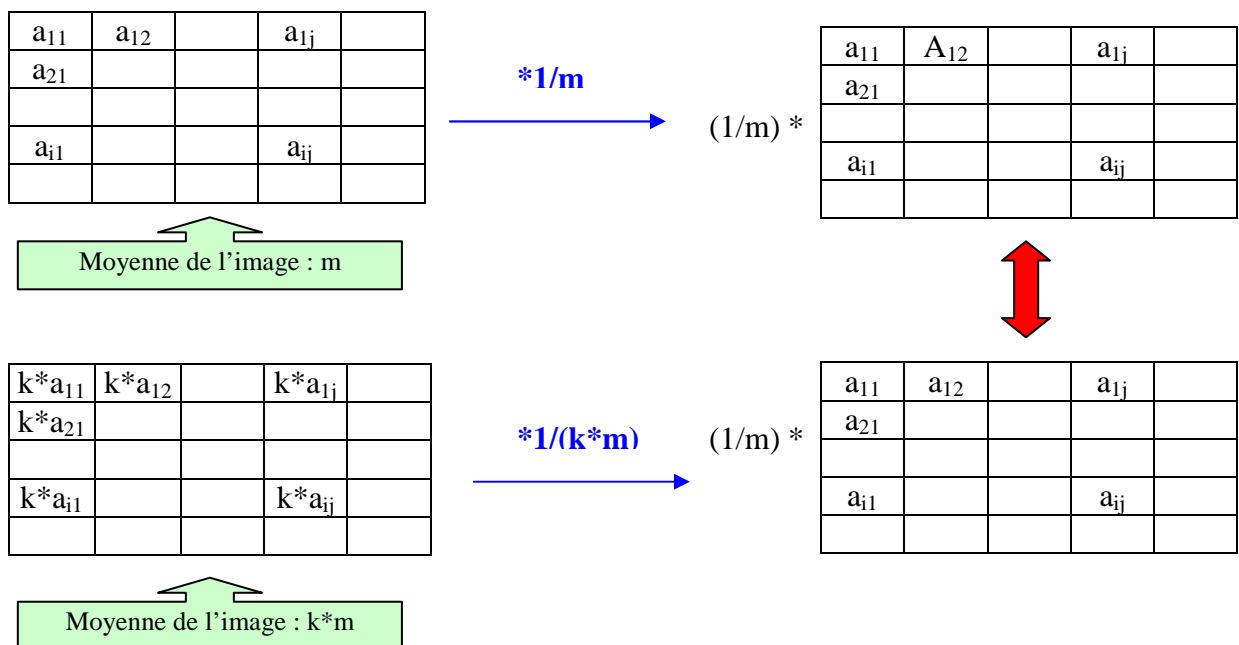 a11 a12 a1j
a21
ai1 aij
*1/m
(1/m) *
a11 A12 a1j
a21
ai1 aij
Moyenne de l’image : m
k*a11 k*a12 k*a1j
k*a21
k*ai1 k*aij
*1/(k*m)
(1/m) *
a11 a12 a1j
a21
ai1 aij
Moyenne de l’image : k*m